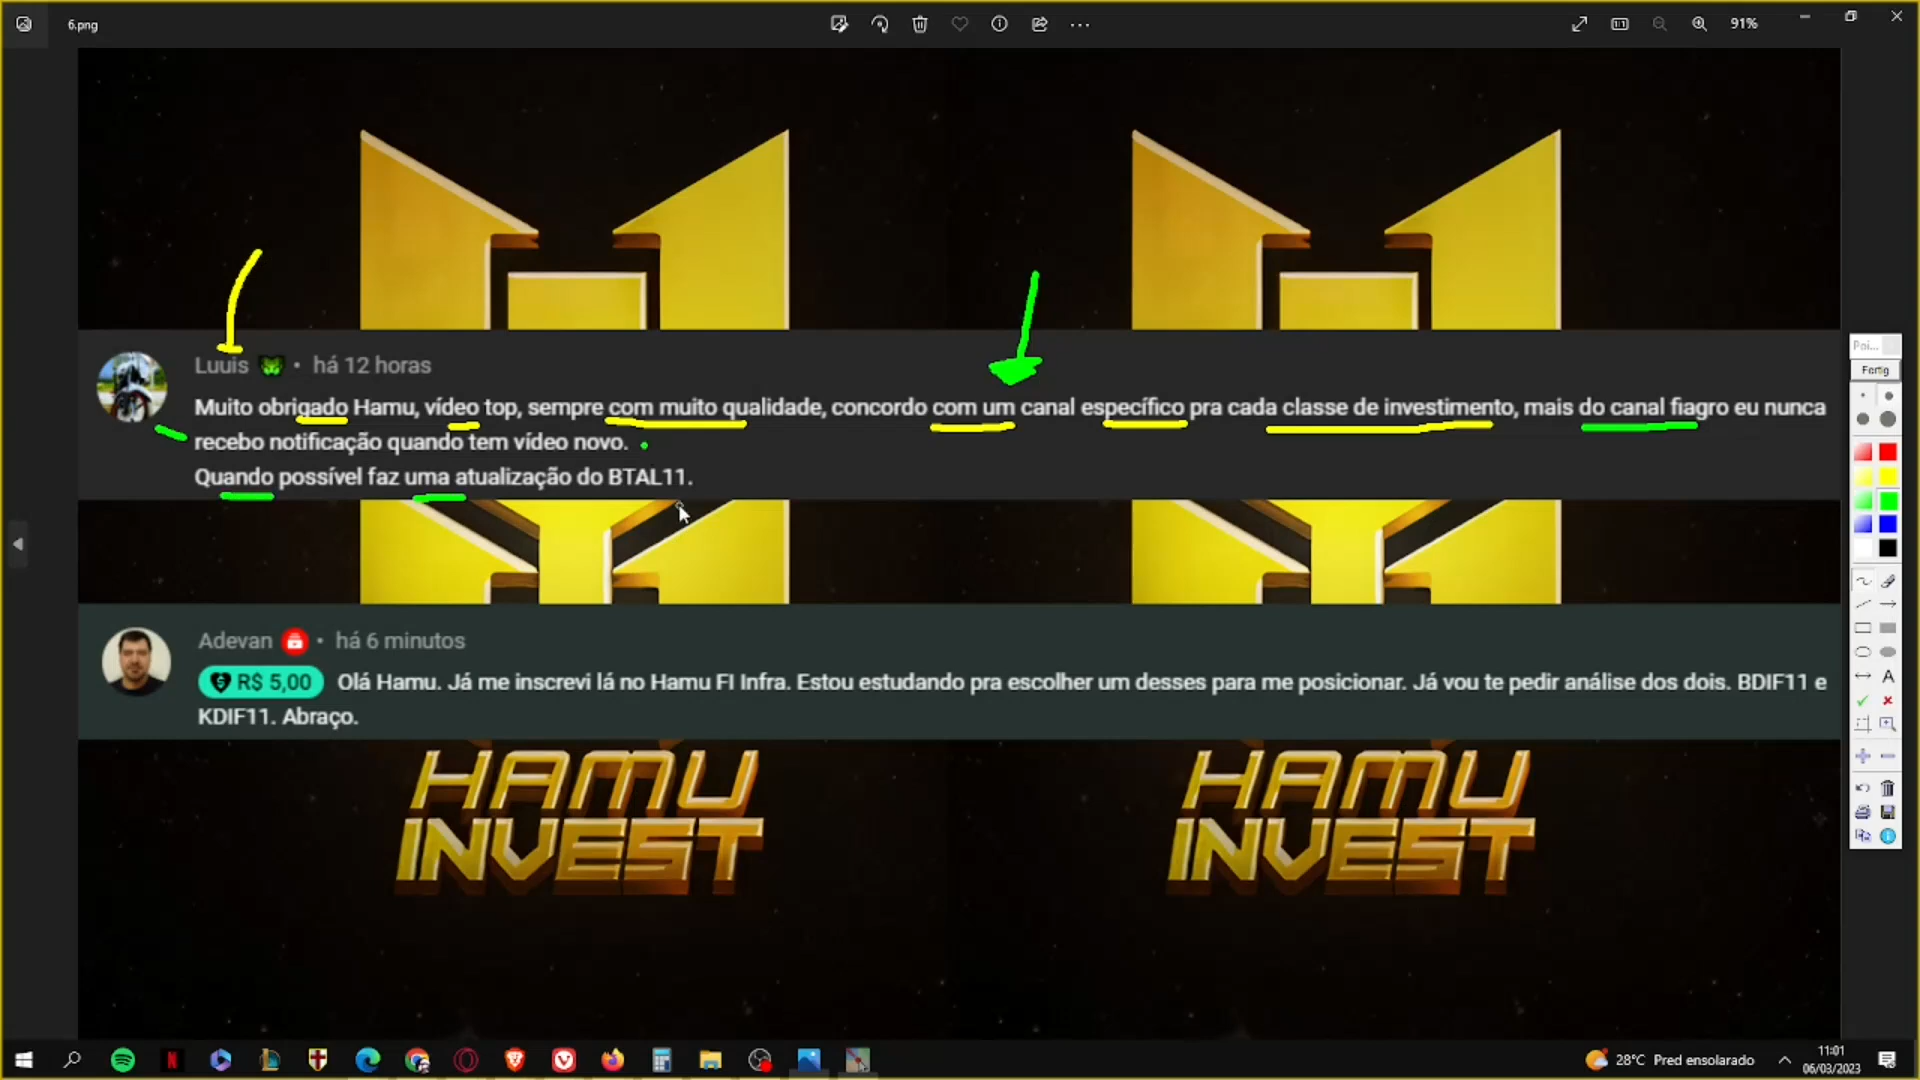 6.png
91%
Luuis • há 12 horas
Muito obrigado Hamu, vídeo top, sempre com muito qualidade, concordo com um canal específico pra cada classe de investimento, mais do canal fiagro eu nunca
recebo notificação quando tem vídeo novo.
Quando possível faz uma atualização do BTAL11.
Adevan • há 6 minutos
R$ 5,00 Olá Hamu. Já me inscrevi lá no Hamu FI Infra. Estou estudando pra escolher um desses para me posicionar. Já vou te pedir análise dos dois. BDIF11 e
KDIF11. Abraço.
HAMU HAMU
INVEST INVEST
Poi...
Fertig
A
28°C Pred ensolarado
11:01
06/03/2023